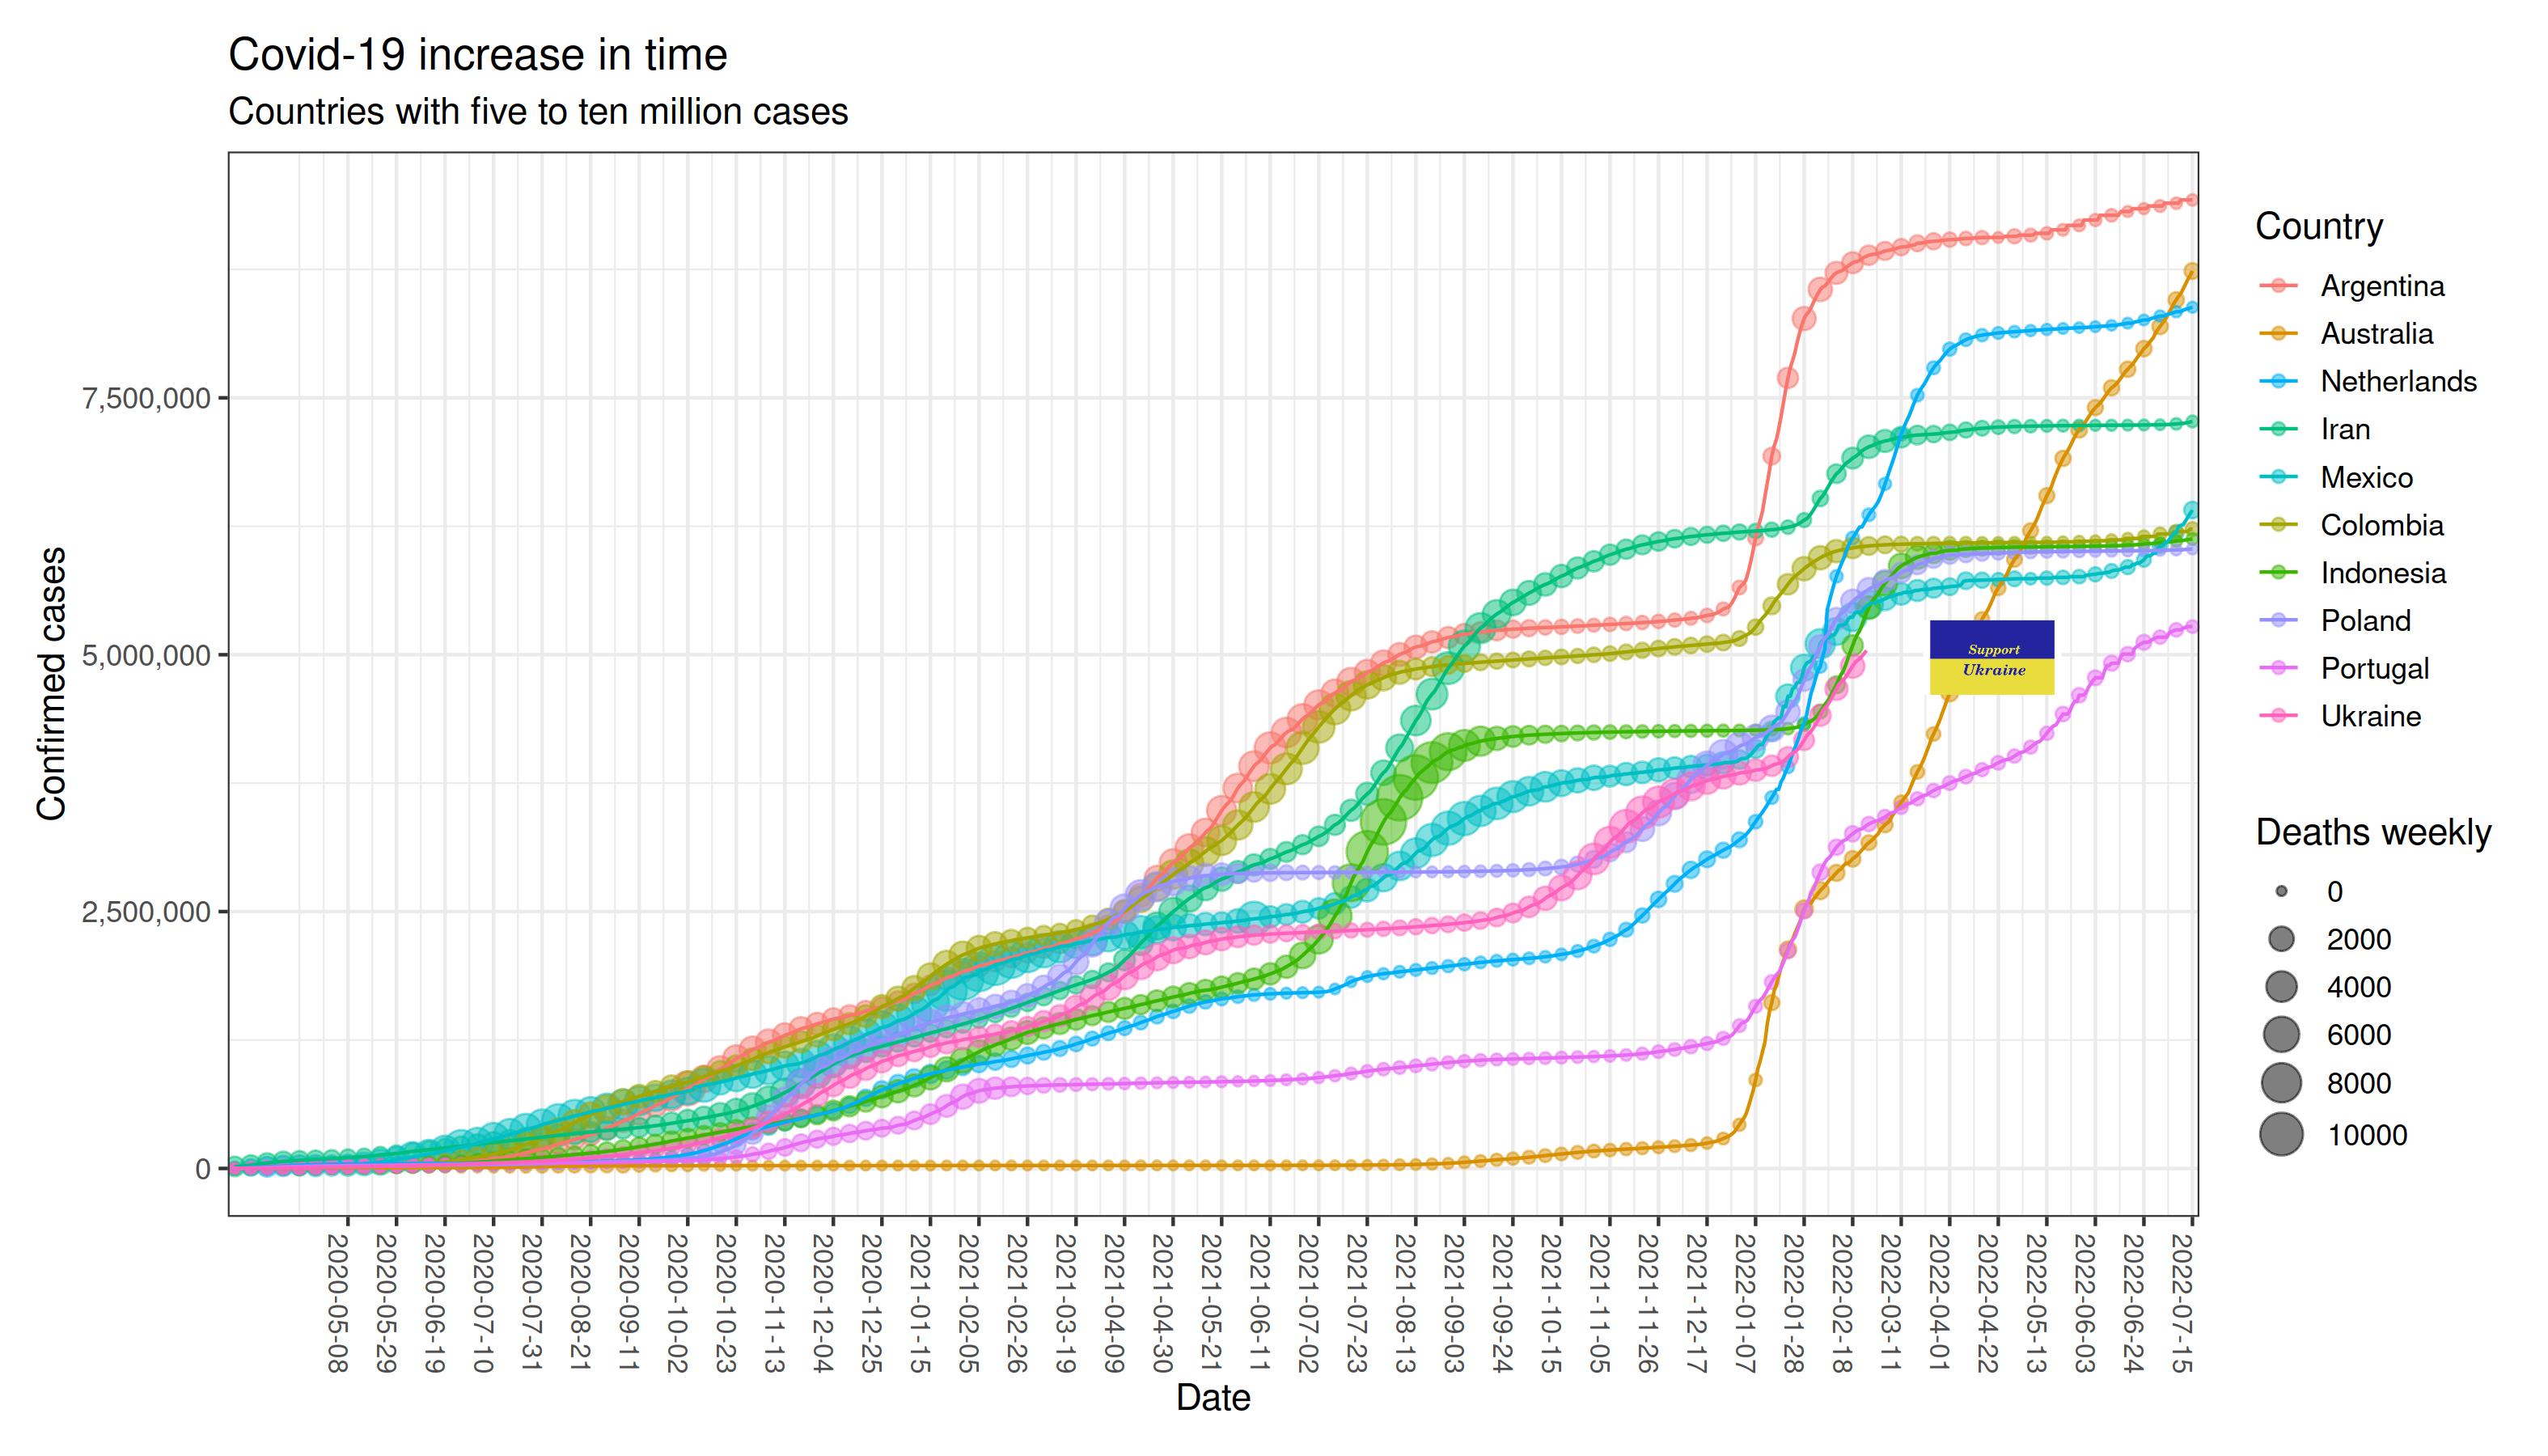 Covid-19 increase in time
Countries with five to ten million cases
Confirmed cases
7,500,000
5,000,000
2,500,000
0
Support
Ukraine
2020-05-08
2020-05-29
2020-06-19
2020-07-10
2020-07-31
2020-08-21
2020-09-11
2020-10-02
2020-10-23
2020-11-13
2020-12-04
2020-12-25
2021-01-15
2021-02-05
2021-02-26
2021-03-19
2021-04-09
2021-04-30
2021-05-21
2021-06-11
2021-07-02
2021-07-23
2021-08-13
2021-09-03
2021-09-24
2021-10-15
2021-11-05
2021-11-26
2021-12-17
2022-01-07
2022-01-28
2022-02-18
2022-03-11
2022-04-01
2022-04-22
2022-05-13
2022-06-03
2022-06-24
2022-07-15
Date
Country
Argentina
Australia
Netherlands
Iran
Mexico
Colombia
Indonesia
Poland
Portugal
Ukraine
Deaths weekly
0
2000
4000
6000
8000
10000